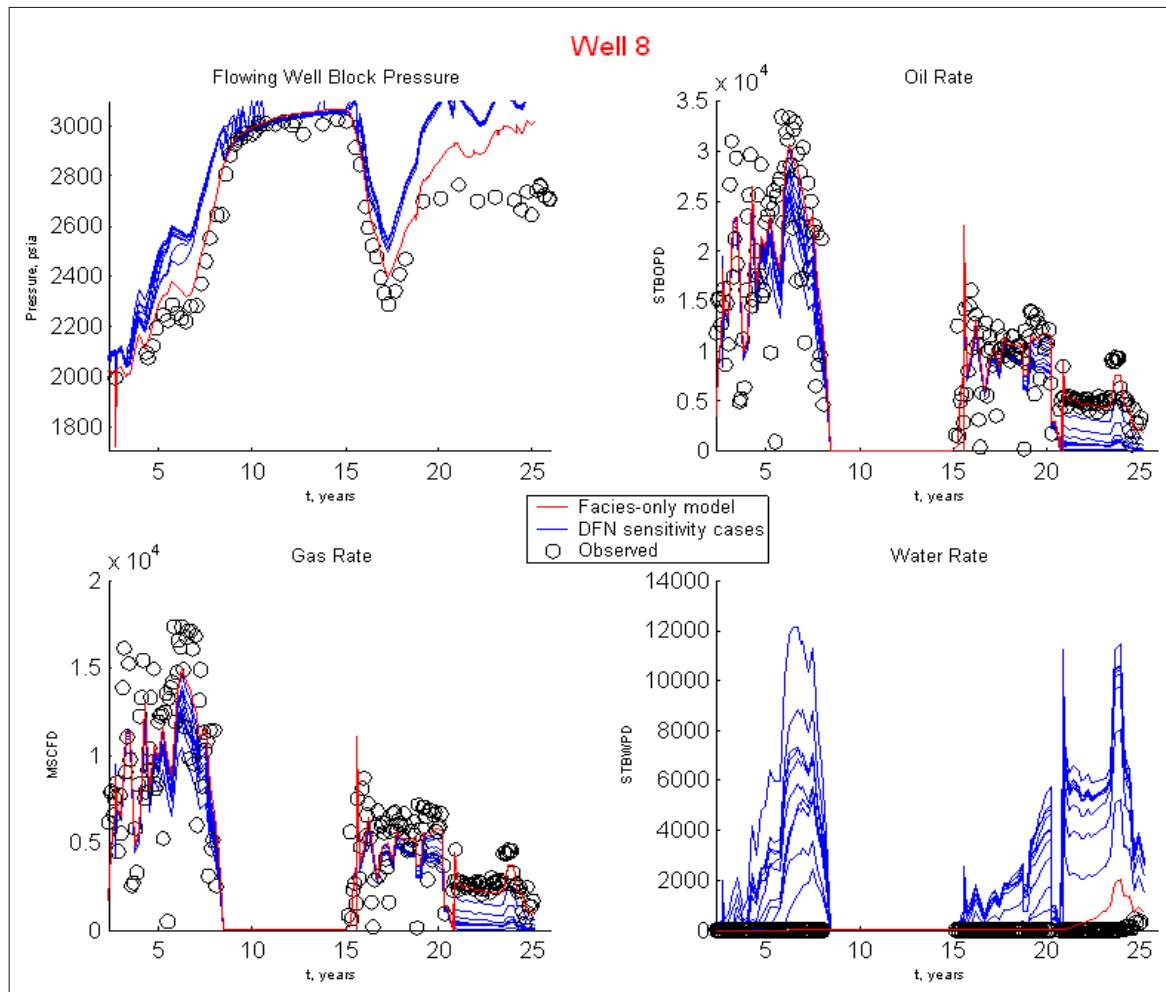 Well 8
Flowing Well Block Pressure
3000
2800
2600
2400
2200
2000
1800
Pressure, psia
5 10 15 20 25
t, years
x 10^4
Oil Rate
3.5
3
2.5
2
1.5
1
0.5
0
STBOPD
5 10 15 20 25
t, years
Facies-only model
DFN sensitivity cases
Observed
x 10^4
Gas Rate
2
1.5
1
0.5
0
MSCFD
5 10 15 20 25
t, years
Water Rate
14000
12000
10000
8000
6000
4000
2000
0
STBWPD
5 10 15 20 25
t, years